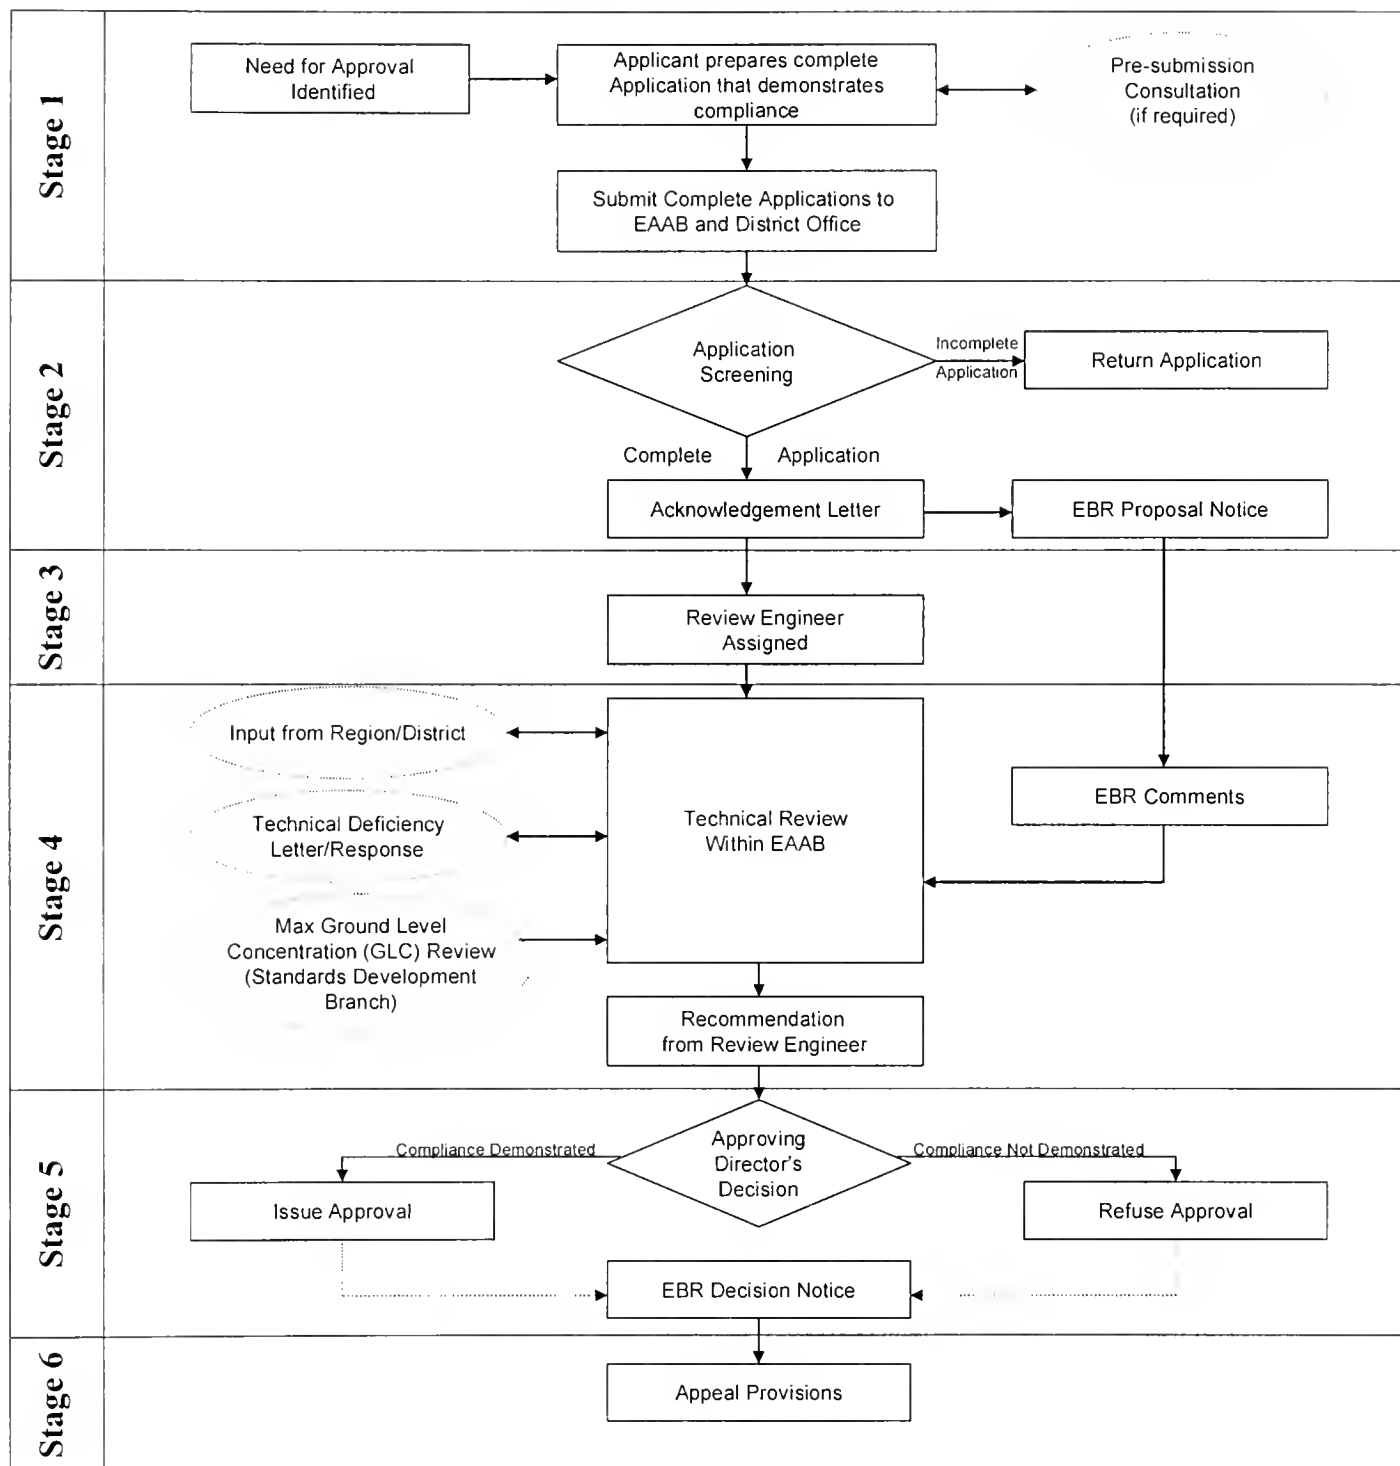 Stage 1
Need for Approval
Identified
Applicant prepares complete
Application that demonstrates
compliance
Pre-submission
Consultation
(if required)
Submit Complete Applications to
EAAB and District Office
Stage 2
Application
Screening
Incomplete
Application
Return Application
Complete Application
Acknowledgement Letter
EBR Proposal Notice
Stage 3
Review Engineer
Assigned
Stage 4
Input from Region/District
Technical Deficiency
Letter/Response
Max Ground Level
Concentration (GLC) Review
(Standards Development
Branch)
Technical Review
Within EAAB
EBR Comments
Recommendation
from Review Engineer
Stage 5
Compliance Demonstrated
Approving
Director's
Decision
Compliance Not Demonstrated
Issue Approval
Refuse Approval
EBR Decision Notice
Stage 6
Appeal Provisions